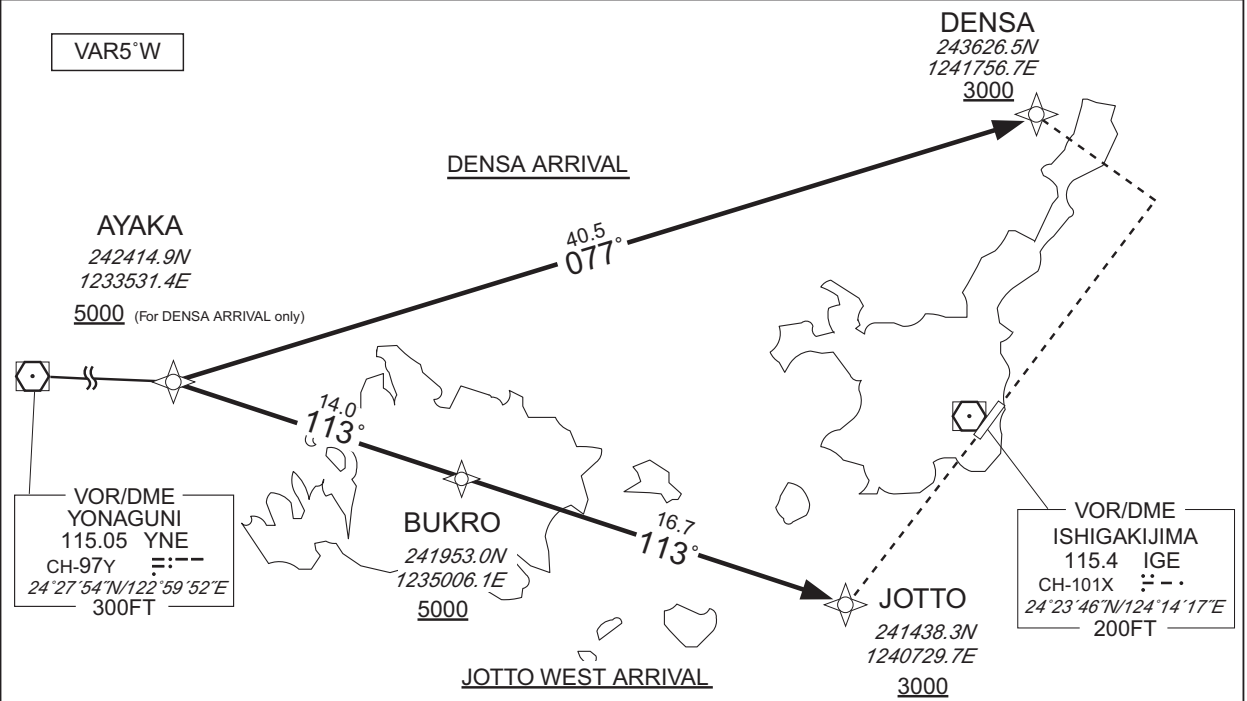 VAR5°W
DENSA
243626.5N
1241756.7E
3000
DENSA ARRIVAL
AYAKA
242414.9N
1233531.4E
5000 (For DENSA ARRIVAL only)
40.5
077°
14.0
113°
VOR/DME
YONAGUNI
115.05 YNE
CH-97Y
24°27′54″N/122°59′52″E
300FT
BUKRO
241953.0N
1235006.1E
5000
16.7
113°
JOTTO
241438.3N
1240729.7E
3000
VOR/DME
ISHIGAKIJIMA
115.4 IGE
CH-101X
24°23′46″N/124°14′17″E
200FT
JOTTO WEST ARRIVAL